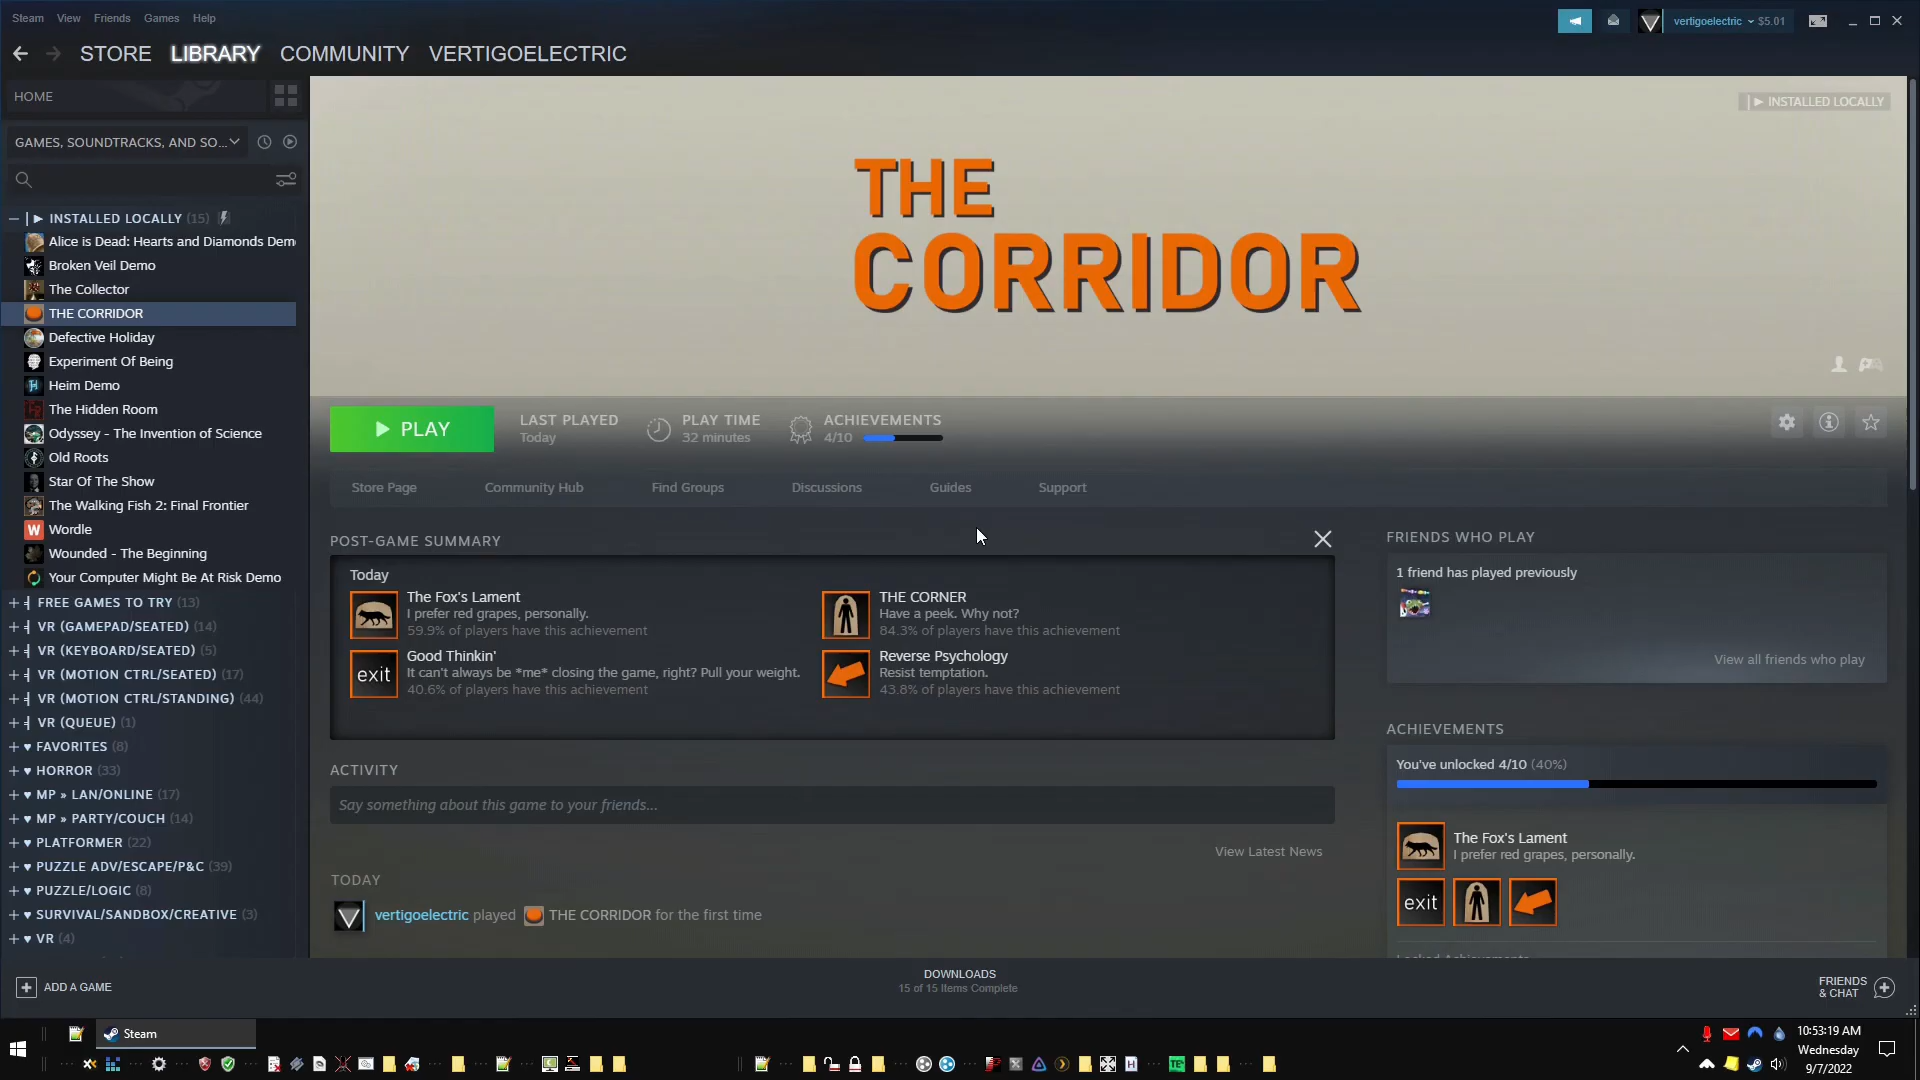 Steam View Friends Games Help
vertigoelectric $5.01
STORE LIBRARY COMMUNITY VERTIGOELECTRIC
HOME
INSTALLED LOCALLY
GAMES, SOUNDTRACKS, AND SO...
THE
CORRIDOR
INSTALLED LOCALLY (15)
Alice is Dead: Hearts and Diamonds Dem
Broken Veil Demo
The Collector
THE CORRIDOR
Defective Holiday
Experiment Of Being
Heim Demo
The Hidden Room
Odyssey - The Invention of Science
Old Roots
Star Of The Show
The Walking Fish 2: Final Frontier
W Wordle
Wounded - The Beginning
Your Computer Might Be At Risk Demo
FREE GAMES TO TRY (13)
VR (GAMEPAD/SEATED) (14)
VR (KEYBOARD/SEATED) (5)
VR (MOTION CTRL/SEATED) (17)
VR (MOTION CTRL/STANDING) (44)
VR (QUEUE) (1)
FAVORITES (8)
HORROR (33)
MP » LAN/ONLINE (17)
MP » PARTY/COUCH (14)
PLATFORMER (22)
PUZZLE ADV/ESCAPE/P&C (39)
PUZZLE/LOGIC (8)
SURVIVAL/SANDBOX/CREATIVE (3)
VR (4)
PLAY
LAST PLAYED
Today
PLAY TIME
32 minutes
ACHIEVEMENTS
4/10
Store Page Community Hub Find Groups Discussions Guides Support
POST-GAME SUMMARY
Today
The Fox's Lament
I prefer red grapes, personally.
59.9% of players have this achievement
THE CORNER
Have a peek. Why not?
84.3% of players have this achievement
exit
Good Thinkin'
It can't always be *me* closing the game, right? Pull your weight.
40.6% of players have this achievement
Reverse Psychology
Resist temptation.
43.8% of players have this achievement
ACTIVITY
Say something about this game to your friends...
View Latest News
TODAY
vertigoelectric played THE CORRIDOR for the first time
FRIENDS WHO PLAY
1 friend has played previously
View all friends who play
ACHIEVEMENTS
You've unlocked 4/10 (40%)
The Fox's Lament
I prefer red grapes, personally.
exit
ADD A GAME
DOWNLOADS
15 of 15 Items Complete
FRIENDS
& CHAT
Steam
10:53:19 AM
Wednesday
9/7/2022